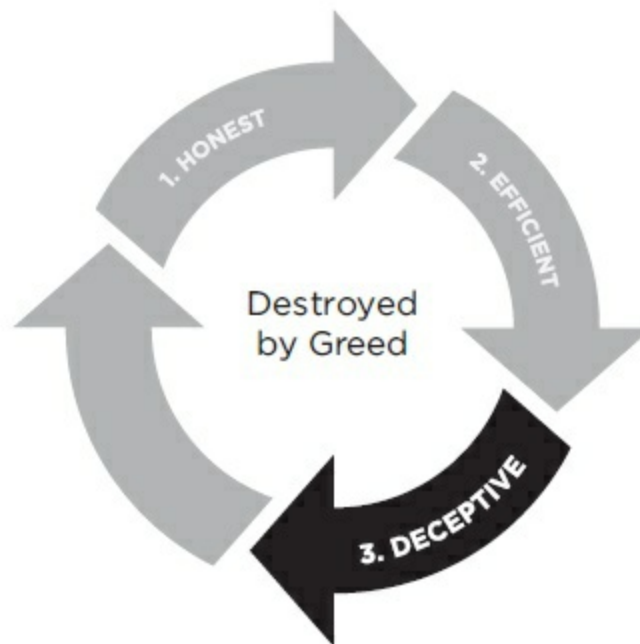 1. HONEST
2. EFFICIENT
Destroyed
by Greed
3. DECEPTIVE